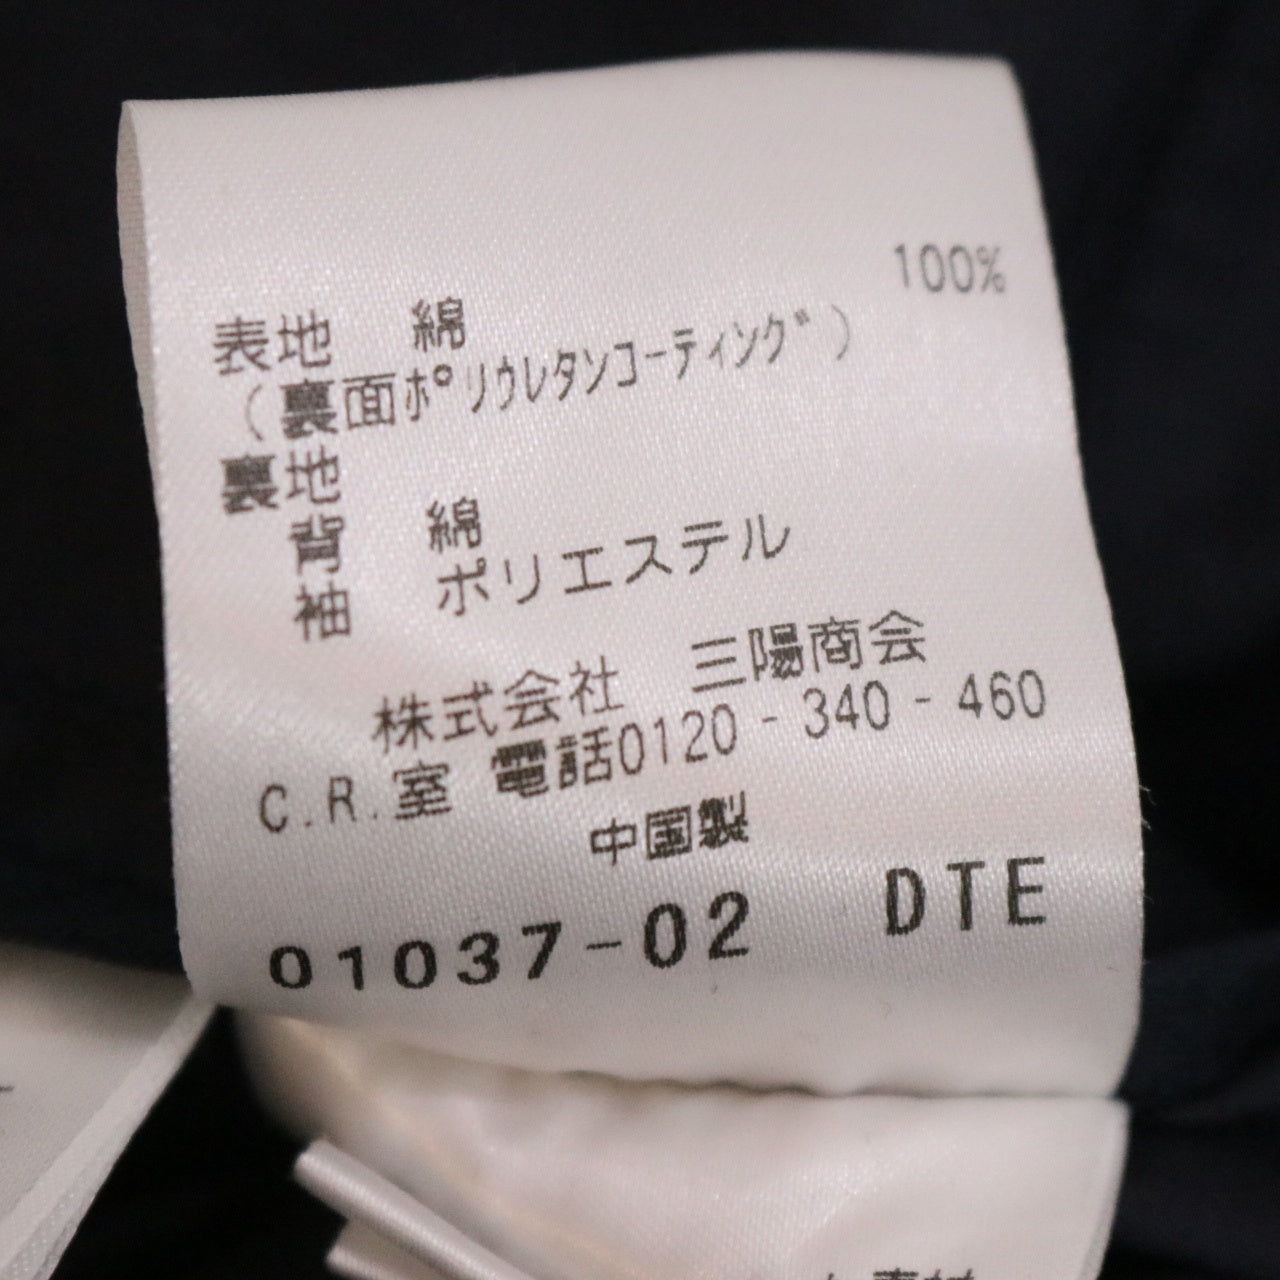 表地 綿 100%
(裏面ポリウレタンコーティング)
裏地
背 綿
袖 ポリエステル
株式会社 三陽商会
C.R.室 電話0120-340-460
中国製
01037-02 DTE